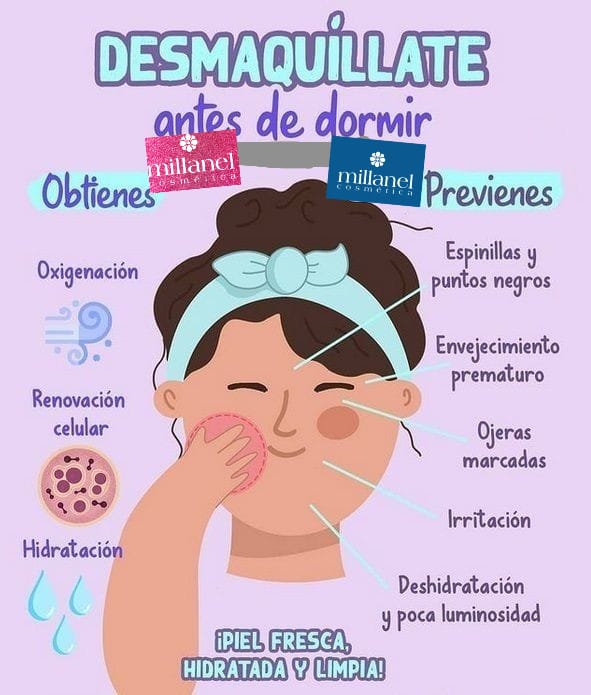 DESMAQUÍLLATE
antes de dormir
millanel
cosmética
millanel
cosmética
Obtienes
Oxigenación
Renovación
celular
Hidratación
Previenes
Espinillas y
puntos negros
Envejecimiento
prematuro
Ojeras
marcadas
Irritación
Deshidratación
y poca luminosidad
¡PIEL FRESCA,
HIDRATADA Y LIMPIA!